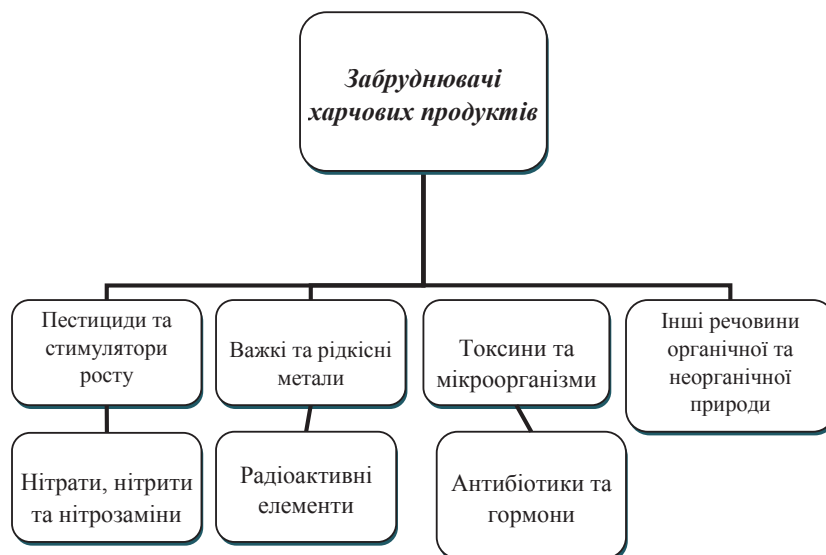 Забруднювачі
харчових продуктів
Пестициди та
стимулятори
росту
Важкі та рідкісні
метали
Токсини та
мікроорганізми
Інші речовини
органічної та
неорганічної
природи
Нітрати, нітрити
та нітрозаміни
Радіоактивні
елементи
Антибіотики та
гормони